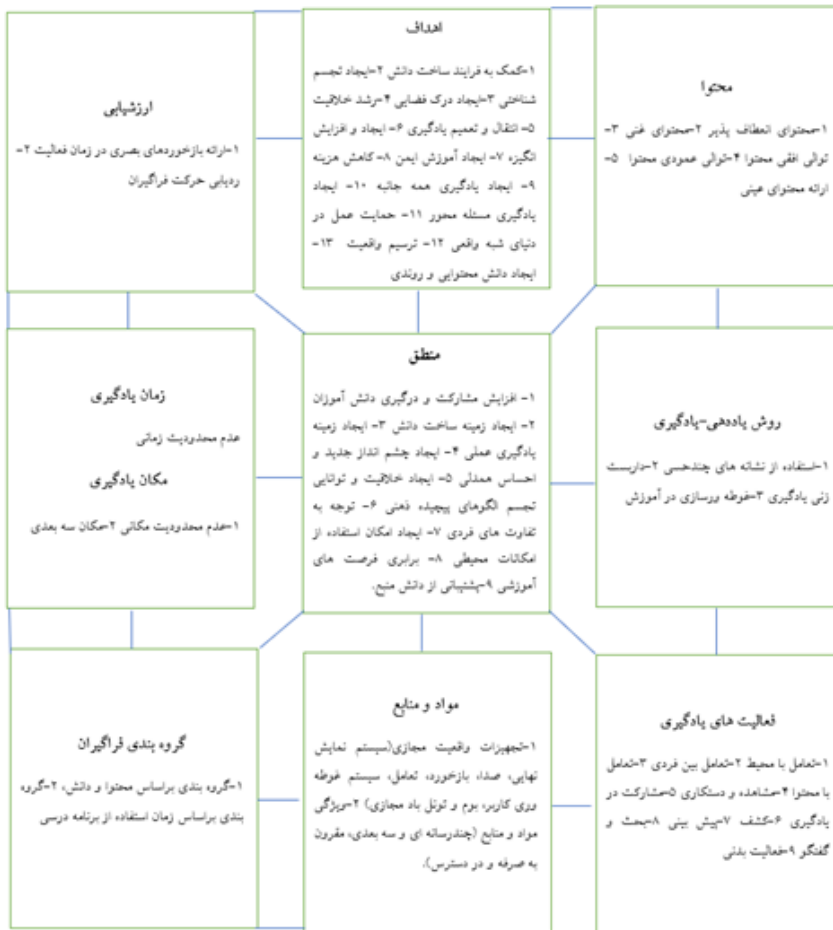 محتوا
۱-محتوای انعطاف پذیر ۲-محتوای غنی ۳-
توالی افقی محتوا ۴-توالی عمودی محتوا ۵-
ارائه محتوای عینی
اهداف
۱-کمک به فرایند ساخت دانش ۲-ایجاد تجسم
شناختی ۳-ایجاد درک فضایی ۴-رشد خلاقیت
۵- انتقال و تعمیم یادگیری ۶- ایجاد و افزایش
انگیزه ۷- ایجاد آموزش ایمن ۸- کاهش هزینه
۹- ایجاد یادگیری همه جانبه ۱۰- ایجاد
یادگیری مسئله محور ۱۱- حمایت عمل در
دنیای شبه واقعی ۱۲- ترسیم واقعیت ۱۳-
ایجاد دانش محتوایی و روندی
ارزشیابی
۱-ارائه بازخوردهای بصری در زمان فعالیت ۲-
ردیابی حرکت فراگیران
روش یاددهی-یادگیری
۱-استفاده از نشانه های چندحسی ۲-داربست
زنی یادگیری ۳-غوطه ورسازی در آموزش
منطق
۱- افزایش مشارکت و درگیری دانش آموزان
۲- ایجاد زمینه ساخت دانش ۳- ایجاد زمینه
یادگیری عملی ۴- ایجاد چشم انداز جدید و
احساس همدلی ۵- ایجاد خلاقیت و توانایی
تجسم الگوهای پیچیده ذهنی ۶- توجه به
تفاوت های فردی ۷- ایجاد امکان استفاده از
امکانات محیطی ۸- برابری فرصت های
آموزشی ۹-پشتیبانی از دانش منبع.
زمان یادگیری
عدم محدودیت زمانی
مکان یادگیری
۱-عدم محدودیت مکانی ۲-مکان سه بعدی
فعالیت های یادگیری
۱-تعامل با محیط ۲-تعامل بین فردی ۳-تعامل
با محتوا ۴-مشاهده و دستکاری ۵-مشارکت در
یادگیری ۶-کشف ۷-پیش بینی ۸-بحث و
گفتگو ۹-فعالیت بدنی
مواد و منابع
۱-تجهیزات واقعیت مجازی(سیستم نمایش
نهایی، صدا، بازخورد، تعامل، سیستم غوطه
وری کاربر، بوم و تونل باد مجازی) ۲-ویژگی
مواد و منابع (چندرسانه ای و سه بعدی، مقرون
به صرفه و در دسترس).
گروه بندی فراگیران
۱-گروه بندی براساس محتوا و دانش، ۲-گروه
بندی براساس زمان استفاده از برنامه درسی